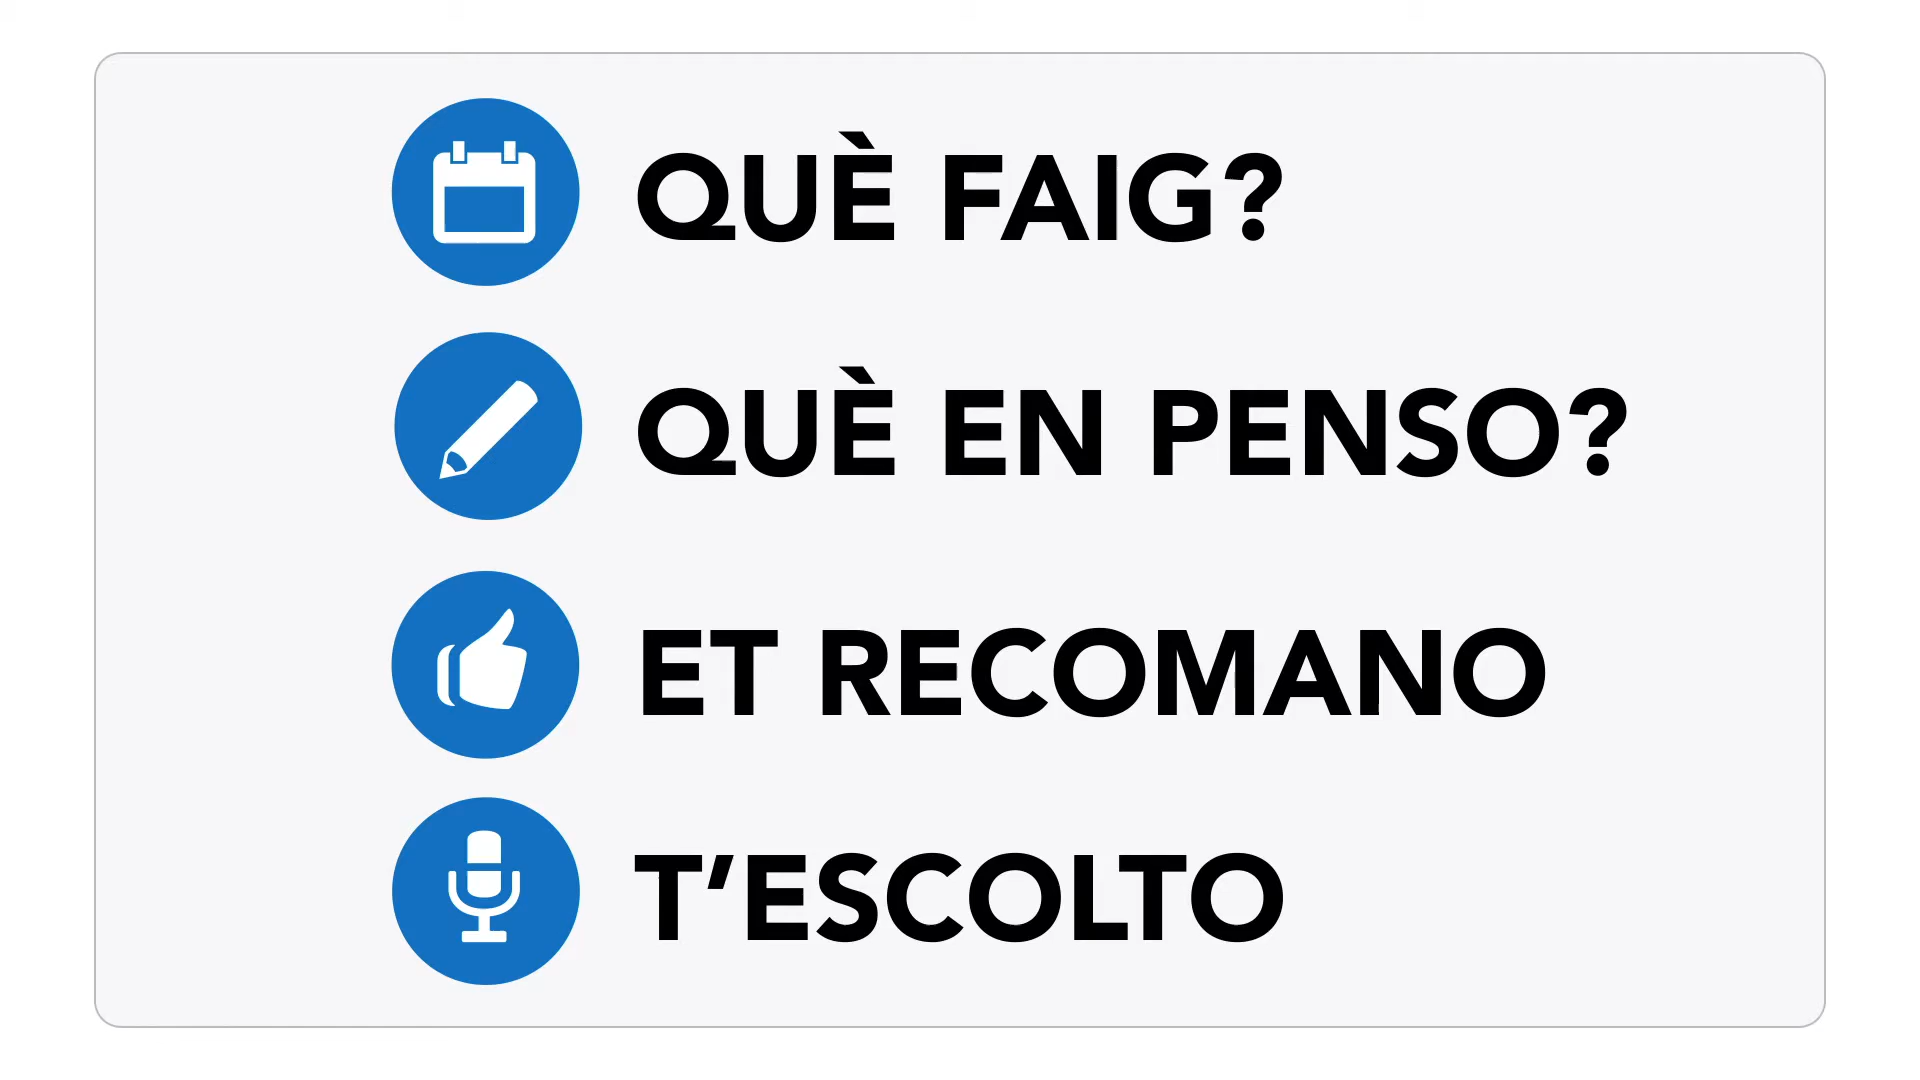 QUÈ FAIG?
QUÈ EN PENSO?
ET RECOMANO
T’ESCOLTO